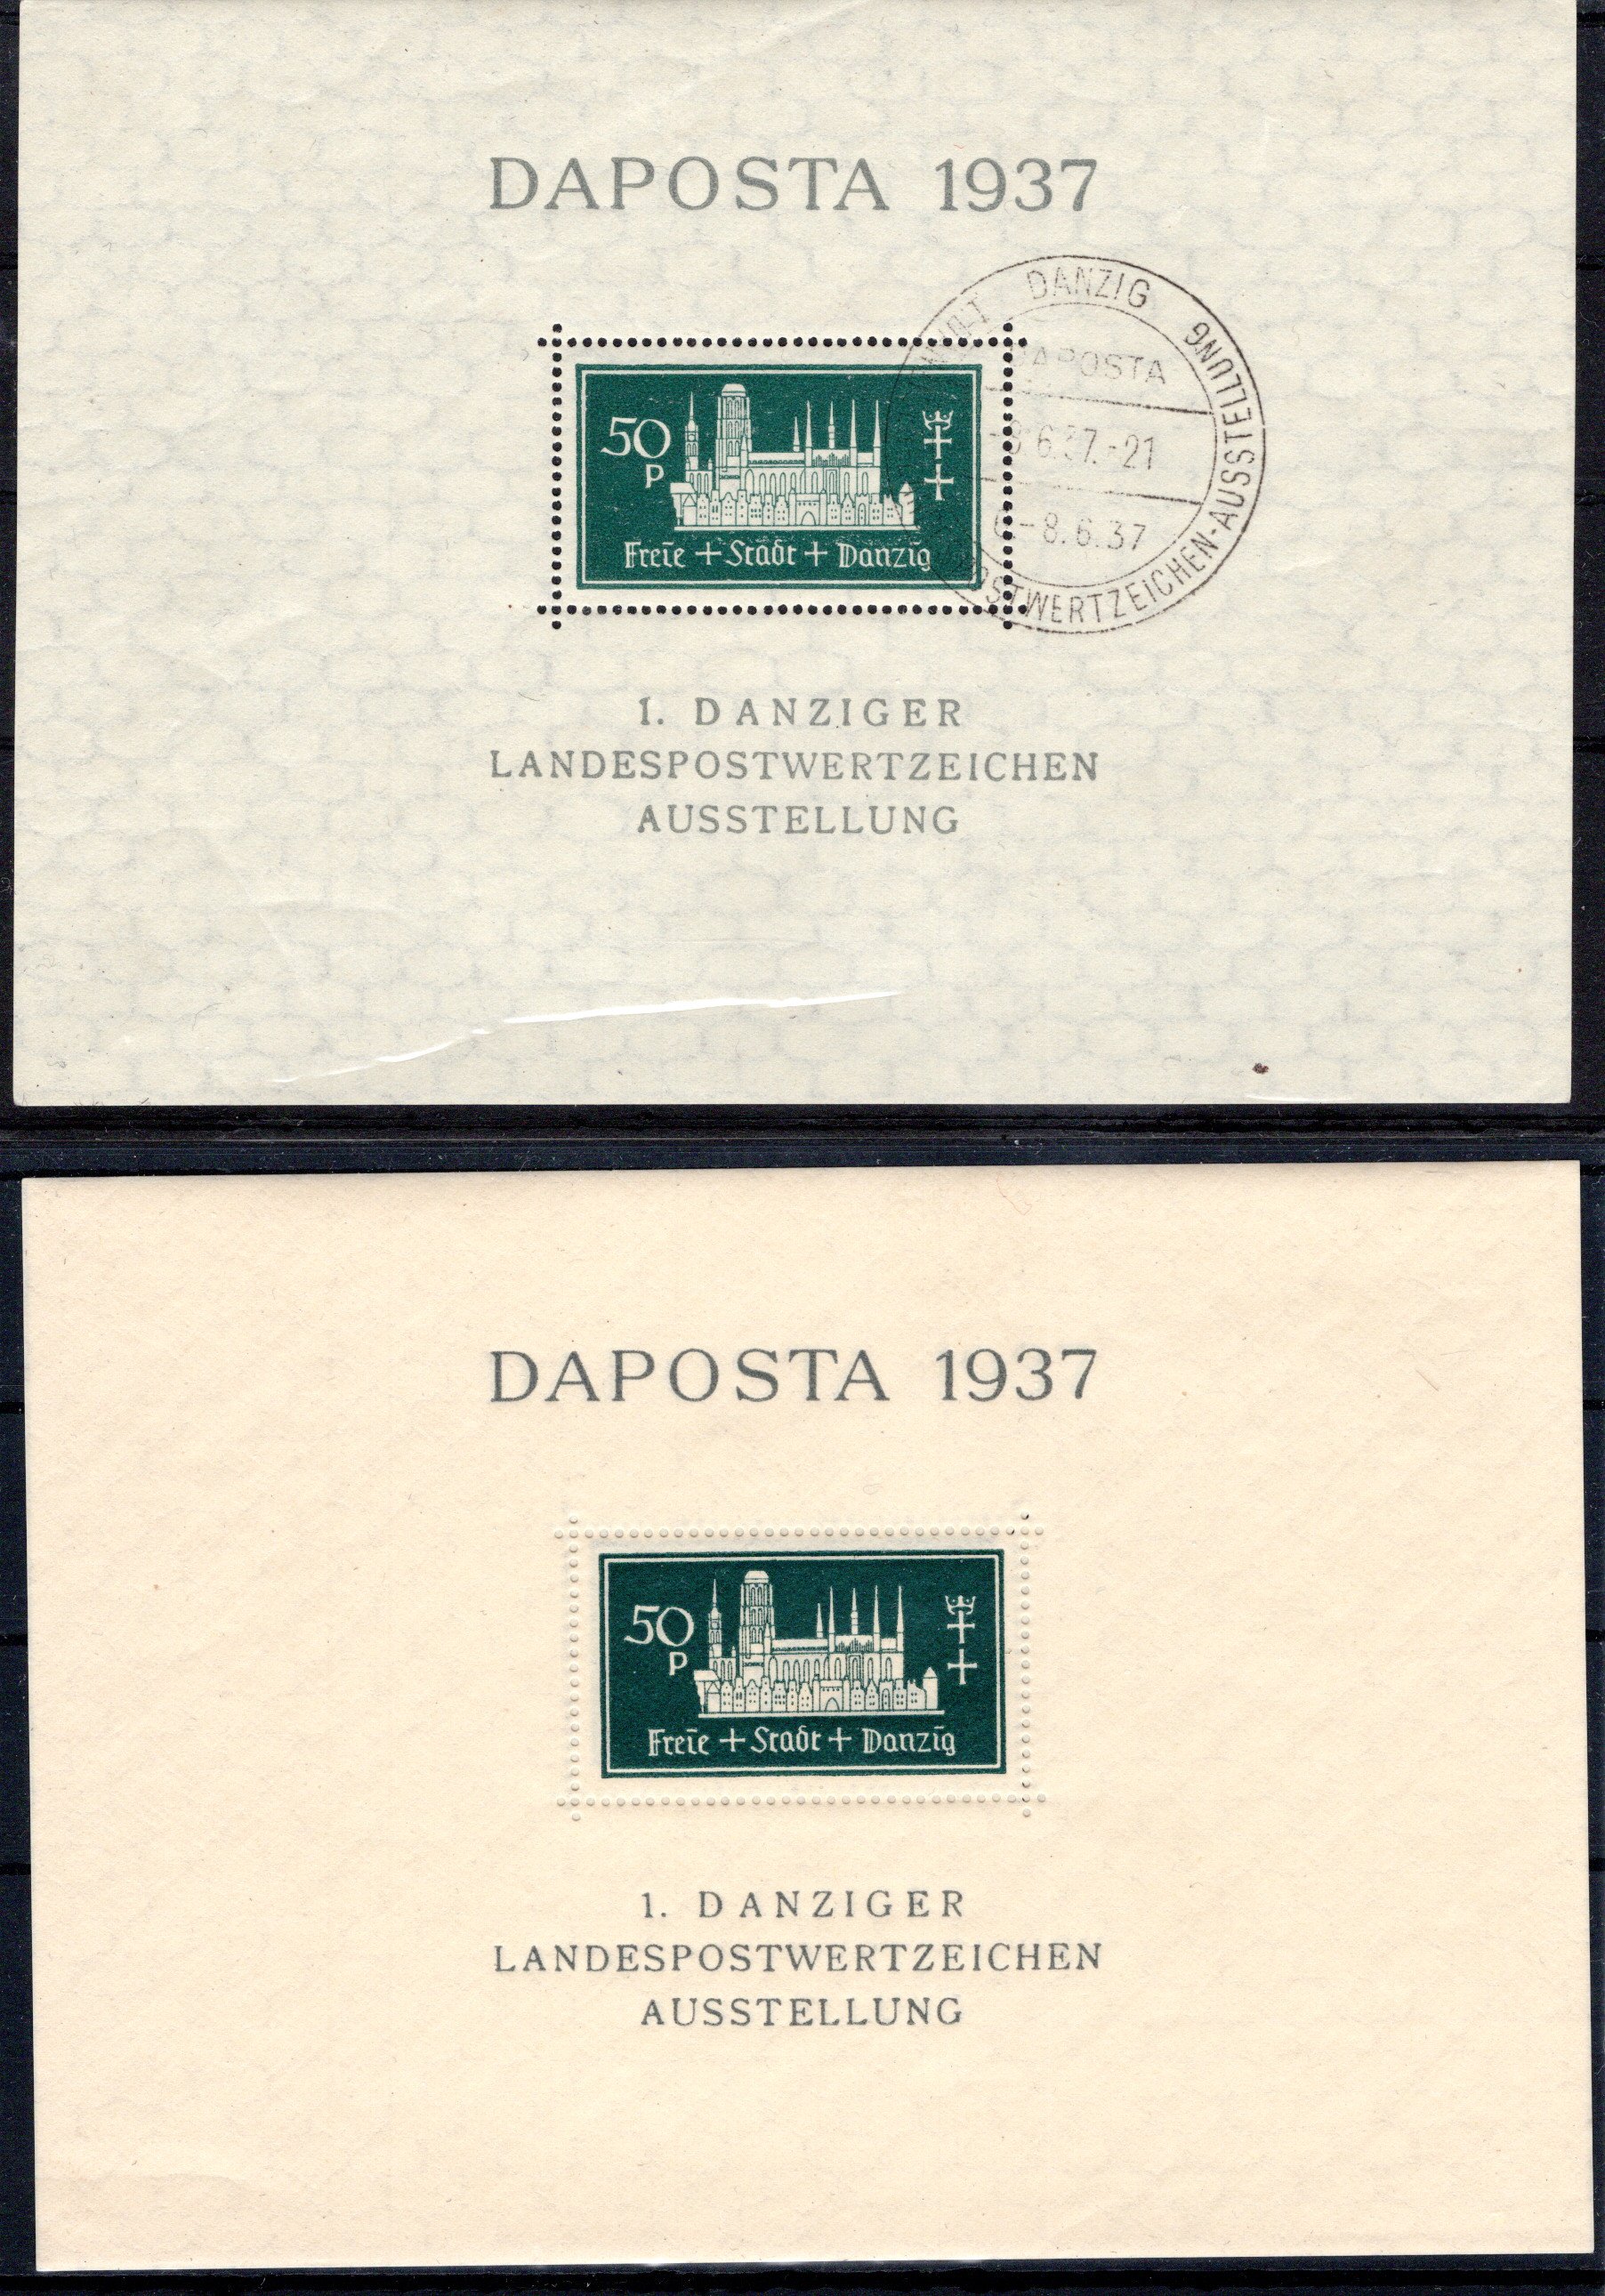 DAPOSTA 1937
DANZIG
POSTWERTZEICHEN-AUSSTELLUNG
DAPOSTA
6.37.-21
-8.6.37
50
P
Freie + Stadt + Danzig
1. DANZIGER
LANDESPOSTWERTZEICHEN
AUSSTELLUNG
DAPOSTA 1937
50
P
Freie + Stadt + Danzig
1. DANZIGER
LANDESPOSTWERTZEICHEN
AUSSTELLUNG